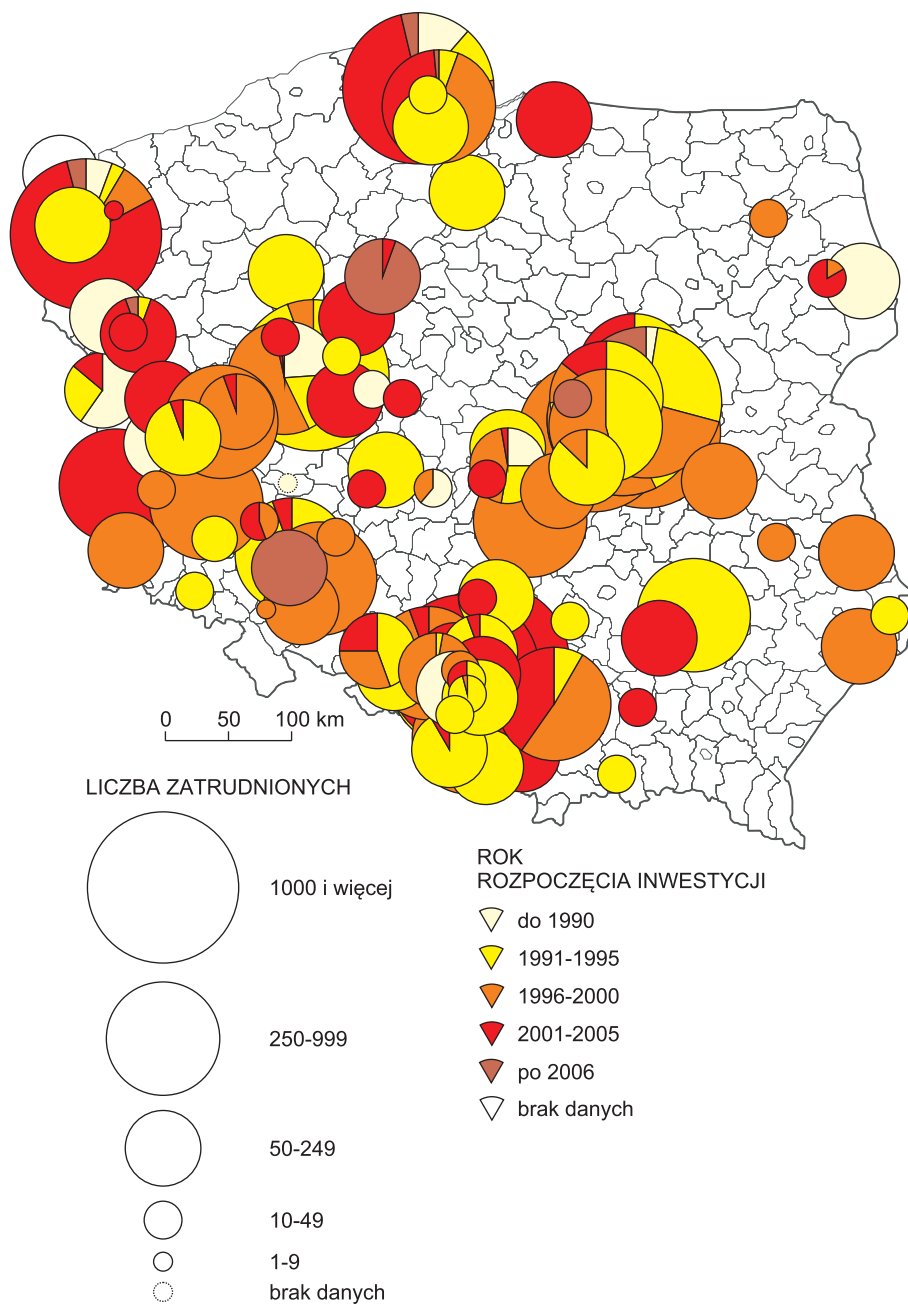 0 50 100 km
LICZBA ZATRUDNIONYCH
1000 i więcej
250-999
50-249
10-49
1-9
brak danych
ROK
ROZPOCZĘCIA INWESTYCJI
do 1990
1991-1995
1996-2000
2001-2005
po 2006
brak danych